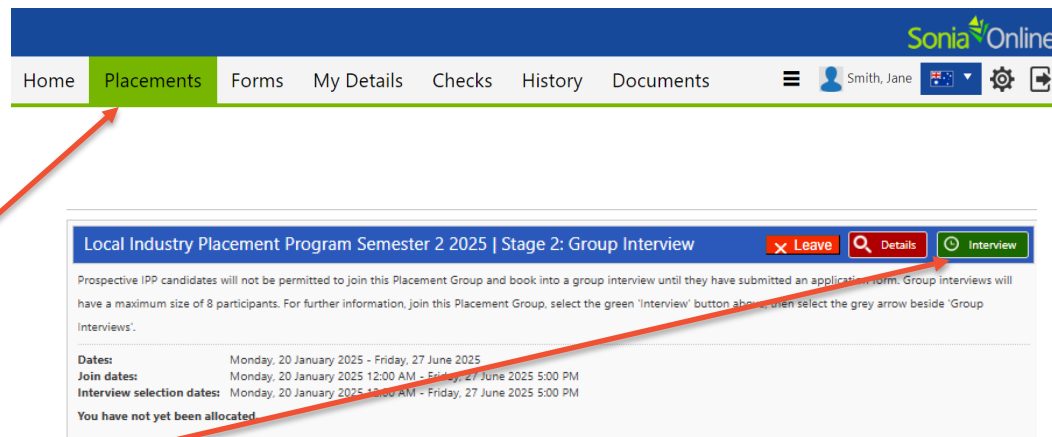 Sonia Online
Home Placements Forms My Details Checks History Documents Smith, Jane
Local Industry Placement Program Semester 2 2025 | Stage 2: Group Interview Leave Details Interview
Prospective IPP candidates will not be permitted to join this Placement Group and book into a group interview until they have submitted an application form. Group interviews will
have a maximum size of 8 participants. For further information, join this Placement Group, select the green 'Interview' button above, then select the grey arrow beside 'Group
Interviews'.
Dates: Monday, 20 January 2025 - Friday, 27 June 2025
Join dates: Monday, 20 January 2025 12:00 AM - Friday, 27 June 2025 5:00 PM
Interview selection dates: Monday, 20 January 2025 12:00 AM - Friday, 27 June 2025 5:00 PM
You have not yet been allocated.